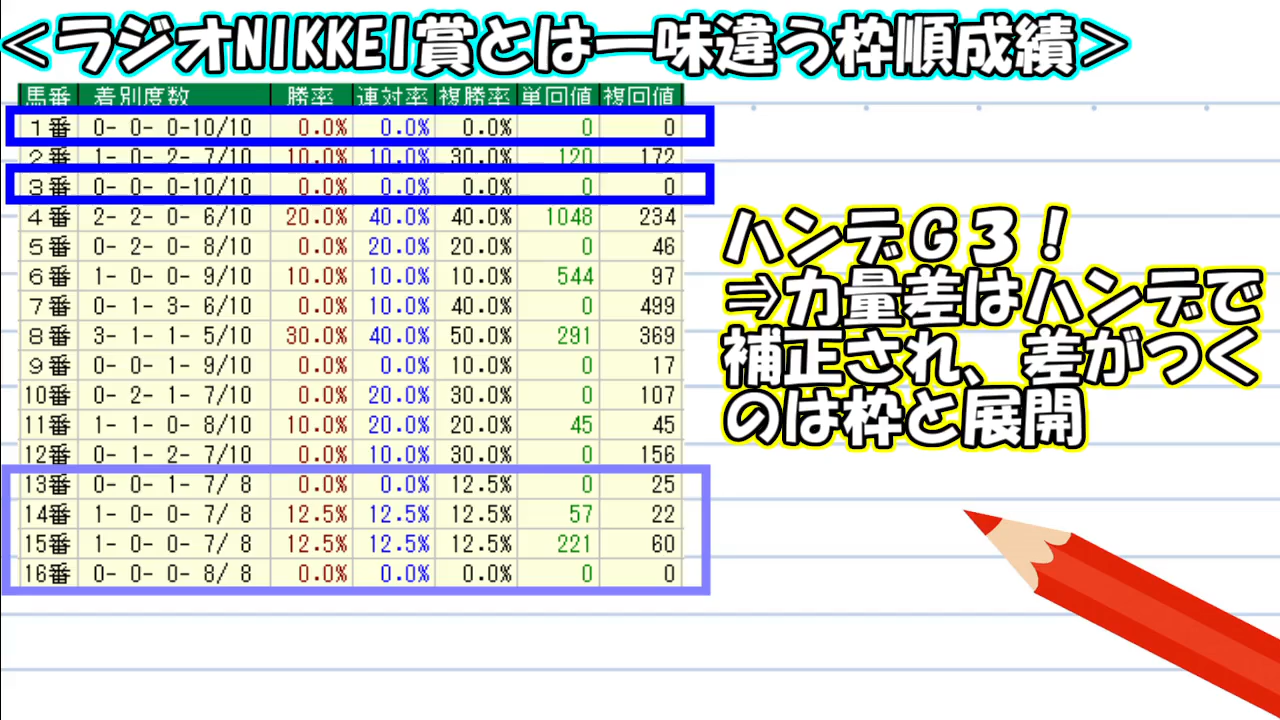 ＜ラジオNIKKEI賞とは一味違う枠順成績＞
馬番 着別度数 勝率 連対率 複勝率 単回値 複回値
1番 0- 0- 0-10/10 0.0% 0.0% 0.0% 0 0
2番 1- 0- 2- 7/10 10.0% 10.0% 30.0% 120 172
3番 0- 0- 0-10/10 0.0% 0.0% 0.0% 0 0
4番 2- 2- 0- 6/10 20.0% 40.0% 40.0% 1048 234
5番 0- 2- 0- 8/10 0.0% 20.0% 20.0% 0 46
6番 1- 0- 0- 9/10 10.0% 10.0% 10.0% 544 97
7番 0- 1- 3- 6/10 0.0% 10.0% 40.0% 0 499
8番 3- 1- 1- 5/10 30.0% 40.0% 50.0% 291 369
9番 0- 0- 1- 9/10 0.0% 0.0% 10.0% 0 17
10番 0- 2- 1- 7/10 0.0% 20.0% 30.0% 0 107
11番 1- 1- 0- 8/10 10.0% 20.0% 20.0% 45 45
12番 0- 1- 2- 7/10 0.0% 10.0% 30.0% 0 156
13番 0- 0- 1- 7/ 8 0.0% 0.0% 12.5% 0 25
14番 1- 0- 0- 7/ 8 12.5% 12.5% 12.5% 57 22
15番 1- 0- 0- 7/ 8 12.5% 12.5% 12.5% 221 60
16番 0- 0- 0- 8/ 8 0.0% 0.0% 0.0% 0 0
ハンデG3！
⇒力量差はハンデで
補正され、差がつく
のは枠と展開